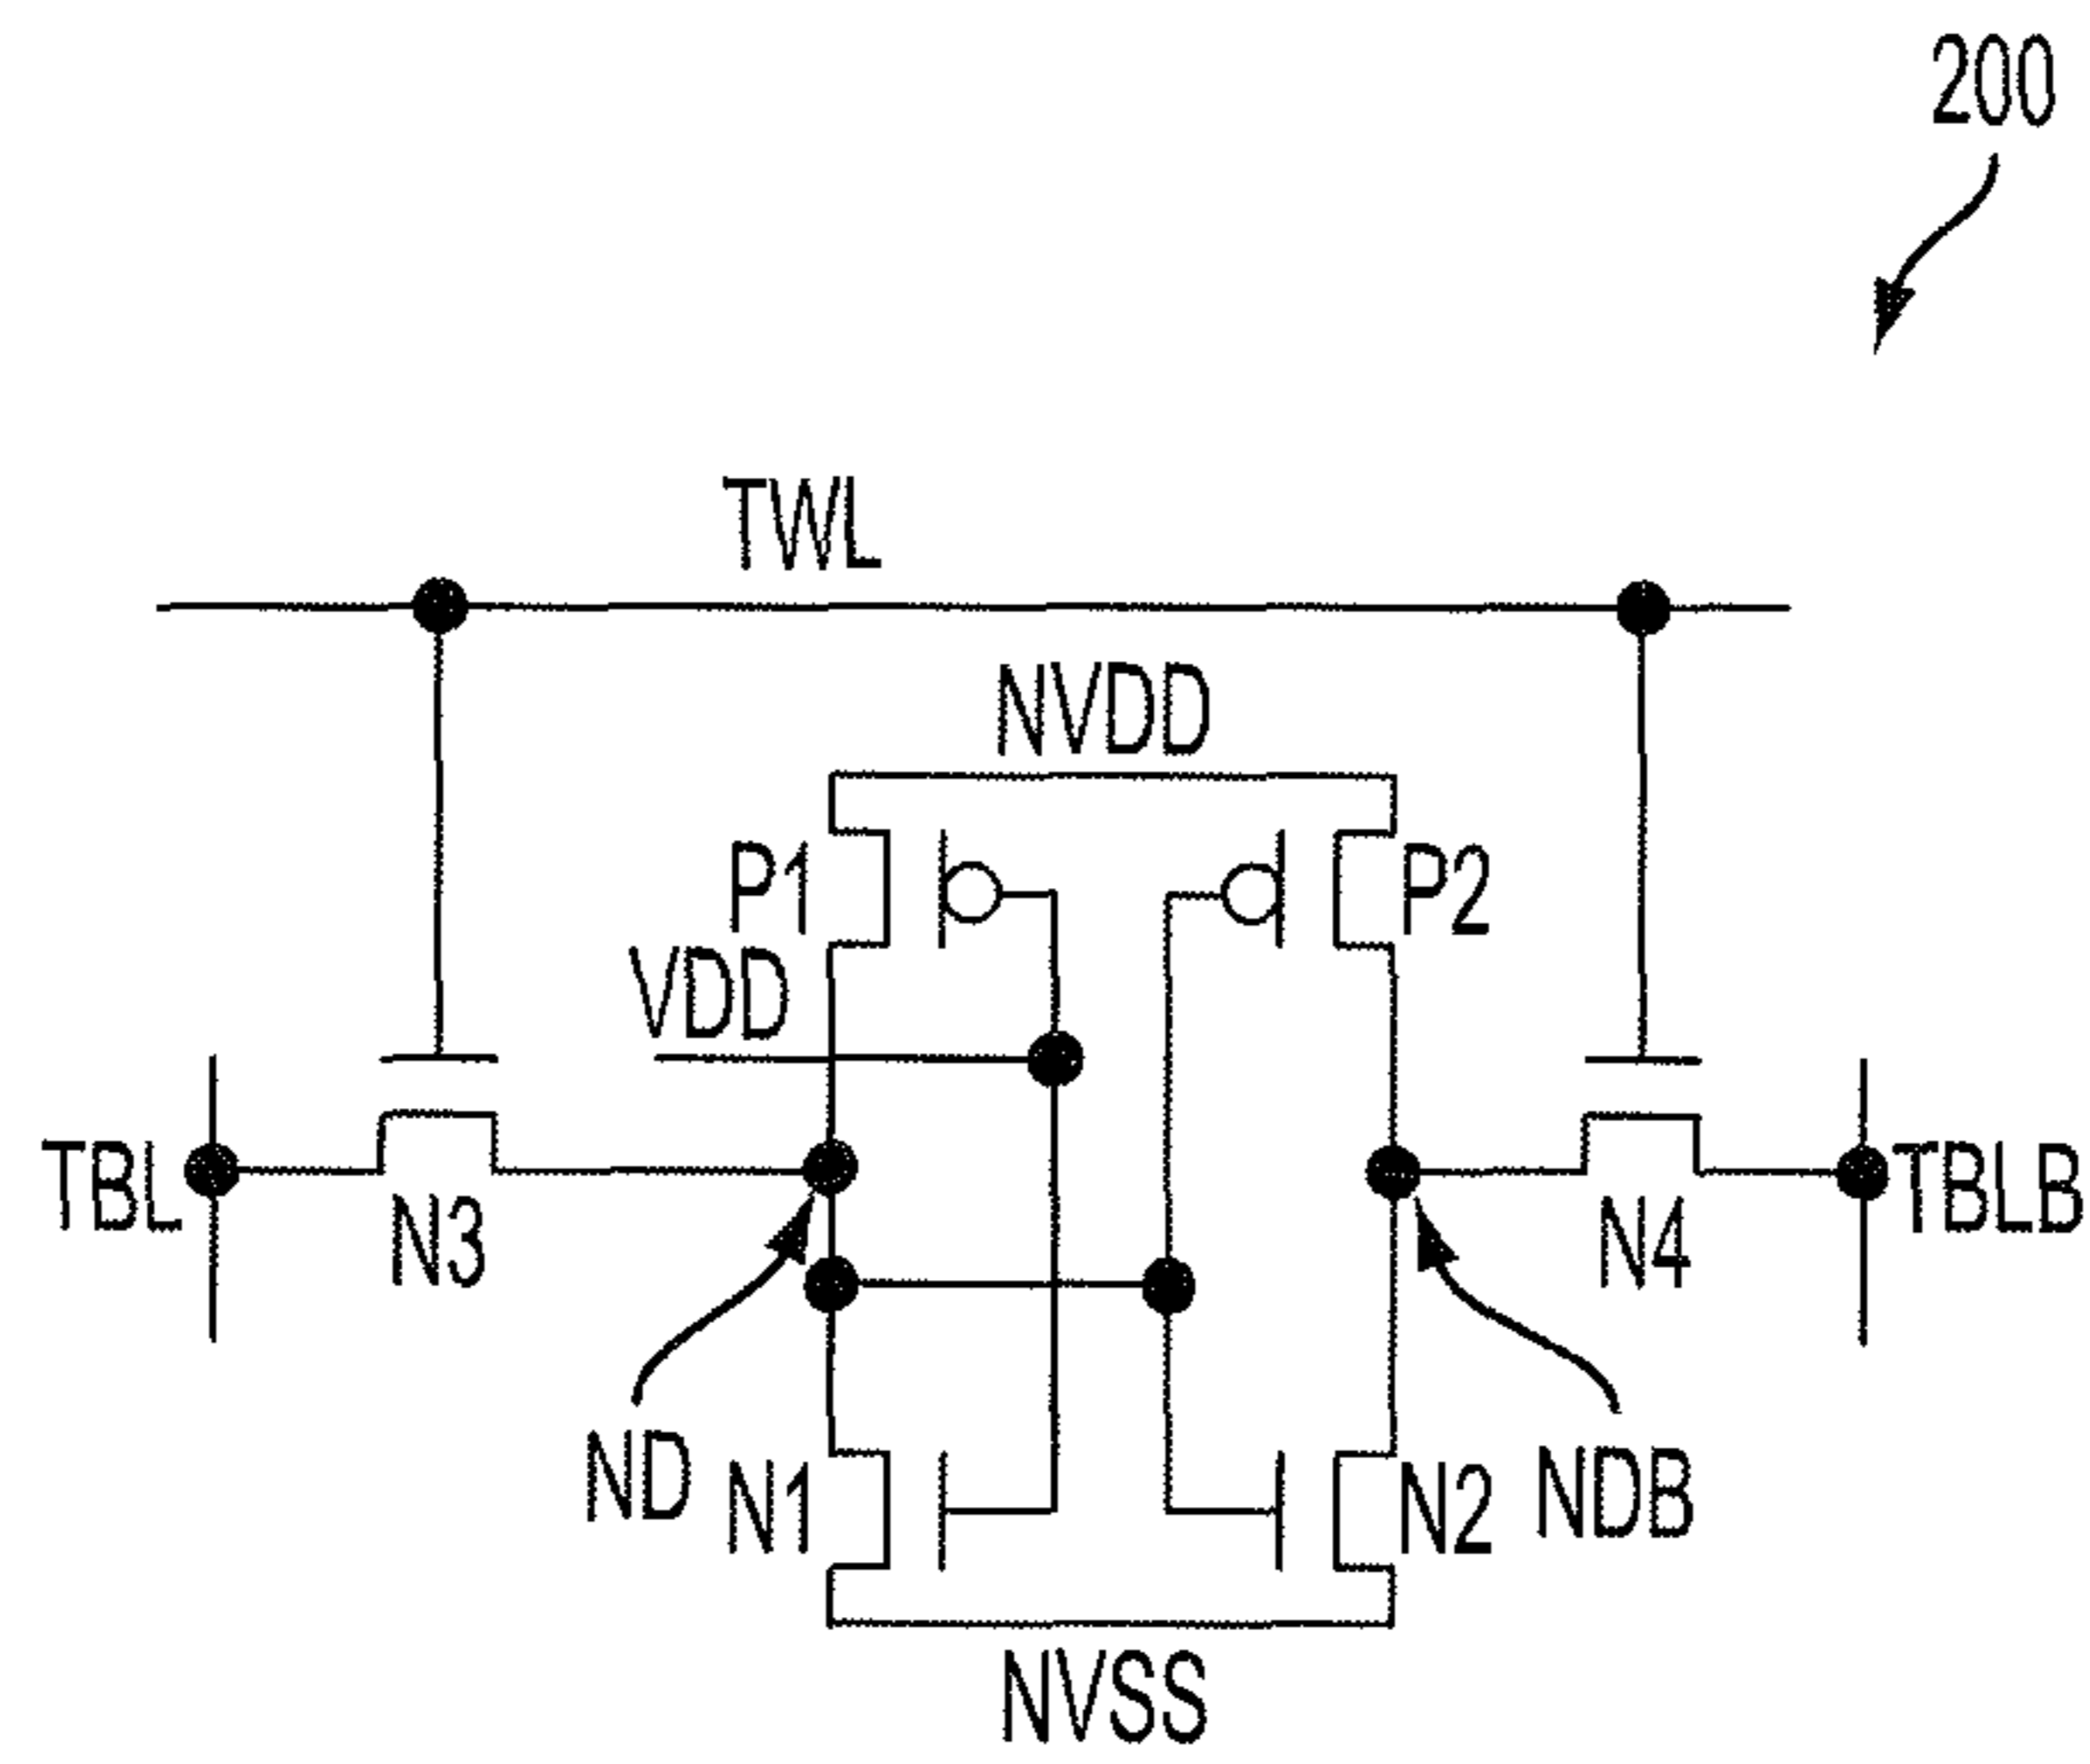 200
TWL
NVDD
P1
P2
VDD
TBL
N3
N4
TBLB
ND
N1
N2
NDB
NVSS